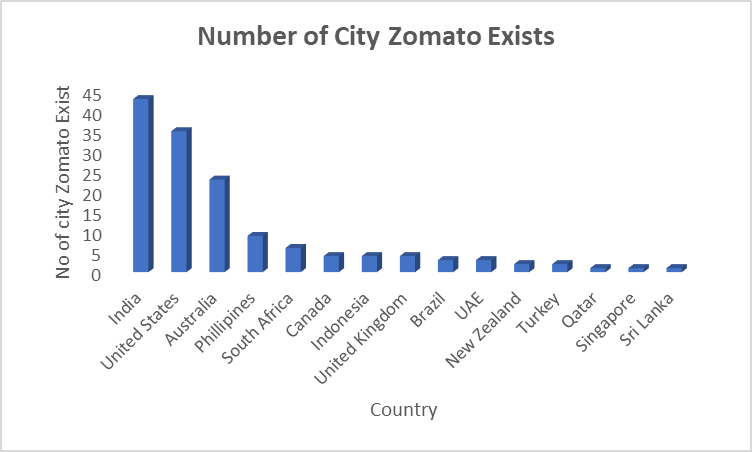 Number of City Zomato Exists
No of city Zomato Exist
45
40
35
30
25
20
15
10
5
0
India
United States
Australia
Phillipines
South Africa
Canada
Indonesia
United Kingdom
Brazil
UAE
New Zealand
Turkey
Qatar
Singapore
Sri Lanka
Country